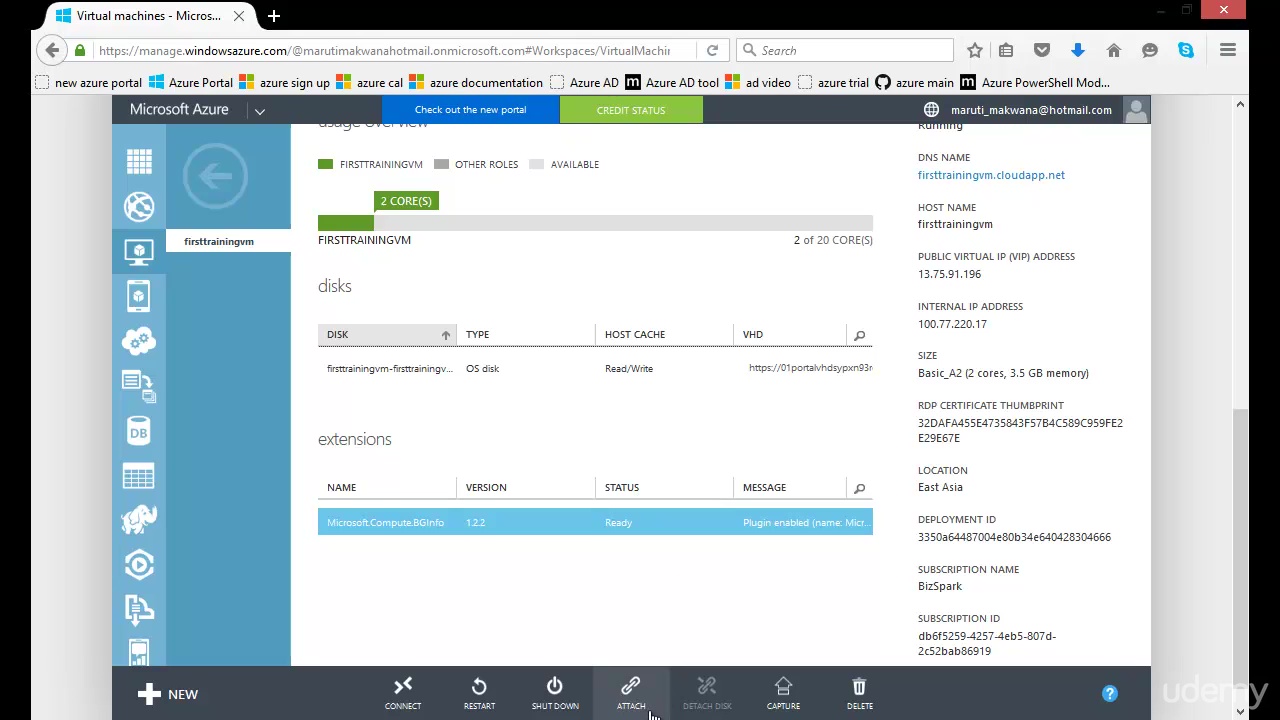 Virtual machines - Micros...
https://manage.windowsazure.com/@marutimakwanahotmail.onmicrosoft.com#Workspaces/VirtualMachin
Search
new azure portal
Azure Portal
azure sign up
azure cal
azure documentation
Azure AD
Azure AD tool
ad video
azure trial
azure main
Azure PowerShell Mod...
Microsoft Azure
Check out the new portal
CREDIT STATUS
maruti_makwana@hotmail.com
firsttrainingvm
usage overview
FIRSTTRAININGVM
OTHER ROLES
AVAILABLE
2 CORE(S)
FIRSTTRAININGVM
2 of 20 CORE(S)
disks
DISK TYPE HOST CACHE VHD
firsttrainingvm-firsttrainingv... OS disk Read/Write https://01portalvhdsypxn93r
extensions
NAME VERSION STATUS MESSAGE
Microsoft.Compute.BGInfo 1.2.2 Ready Plugin enabled (name: Micr...
Running
DNS NAME
firsttrainingvm.cloudapp.net
HOST NAME
firsttrainingvm
PUBLIC VIRTUAL IP (VIP) ADDRESS
13.75.91.196
INTERNAL IP ADDRESS
100.77.220.17
SIZE
Basic_A2 (2 cores, 3.5 GB memory)
RDP CERTIFICATE THUMBPRINT
32DAFA455E4735843F57B4C589C959FE2
E29E67E
LOCATION
East Asia
DEPLOYMENT ID
3350a64487004e80b34e640428304666
SUBSCRIPTION NAME
BizSpark
SUBSCRIPTION ID
db6f5259-4257-4eb5-807d-
2c52bab86919
DB
NEW
CONNECT
RESTART
SHUT DOWN
ATTACH
DETACH DISK
CAPTURE
DELETE
?
udemy